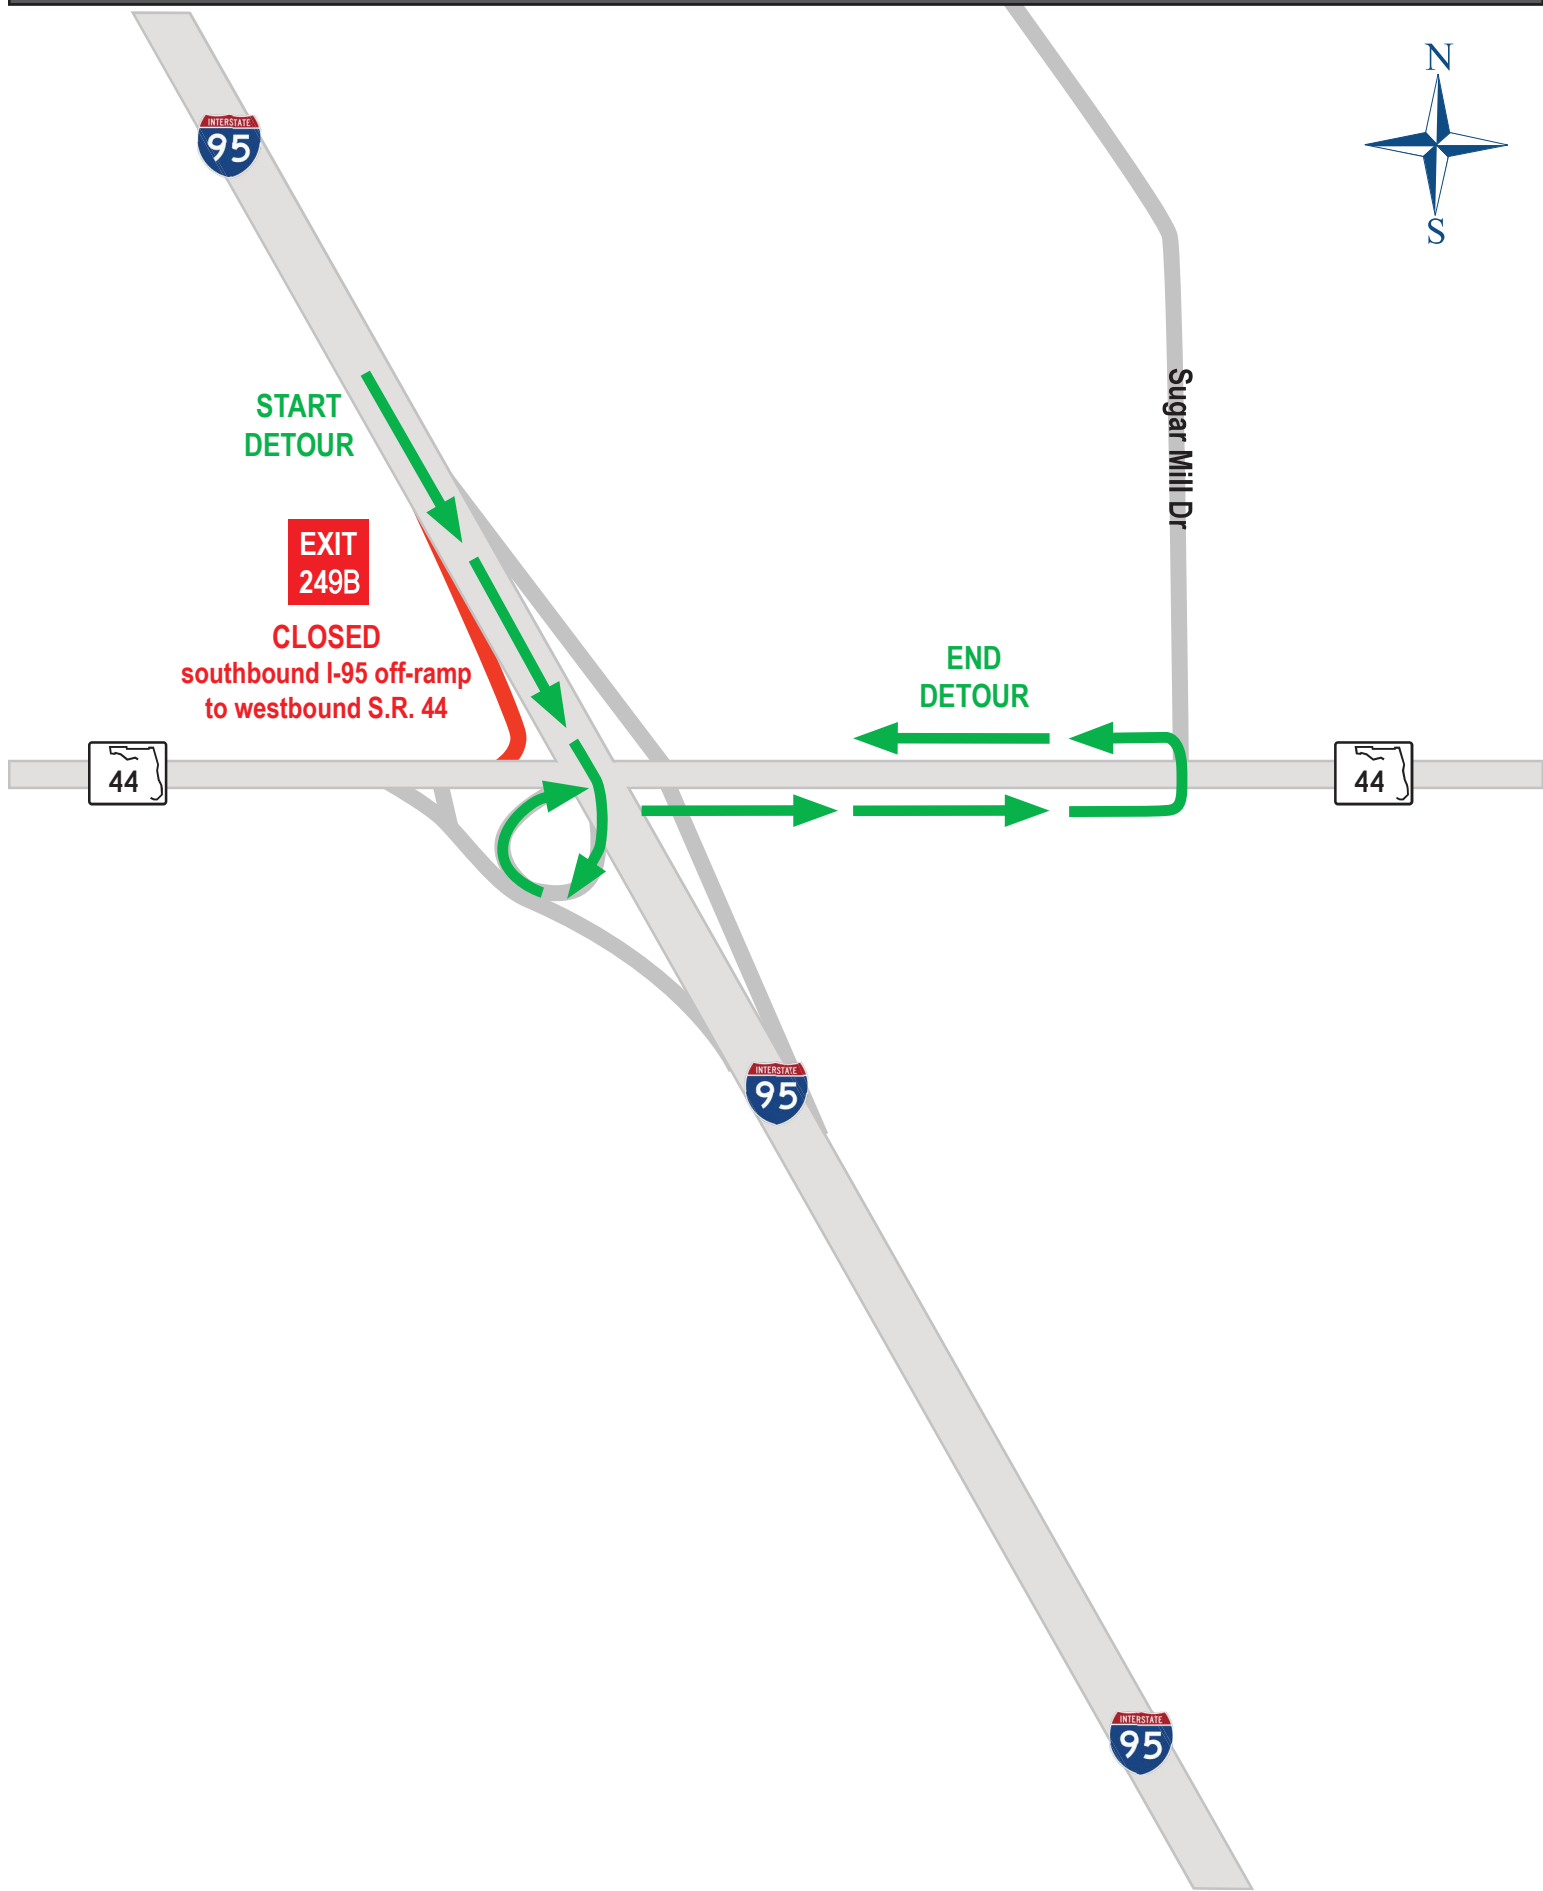 N
S
INTERSTATE
95
START
DETOUR
Sugar Mill Dr
EXIT
249B
CLOSED
southbound I-95 off-ramp
to westbound S.R. 44
END
DETOUR
44
44
INTERSTATE
95
INTERSTATE
95